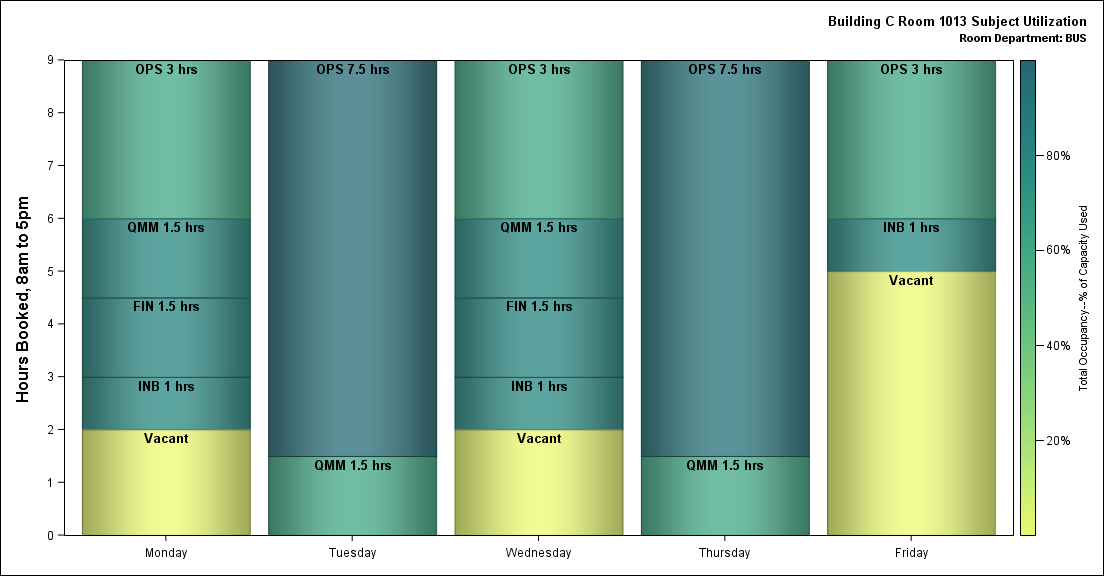 Building C Room 1013 Subject Utilization
Room Department: BUS
Hours Booked, 8am to 5pm
9
8
7
6
5
4
3
2
1
0
OPS 3 hrs
QMM 1.5 hrs
FIN 1.5 hrs
INB 1 hrs
Vacant
OPS 7.5 hrs
QMM 1.5 hrs
OPS 3 hrs
QMM 1.5 hrs
FIN 1.5 hrs
INB 1 hrs
Vacant
OPS 7.5 hrs
QMM 1.5 hrs
OPS 3 hrs
INB 1 hrs
Vacant
Monday
Tuesday
Wednesday
Thursday
Friday
80%
60%
40%
20%
Total Occupancy--% of Capacity Used